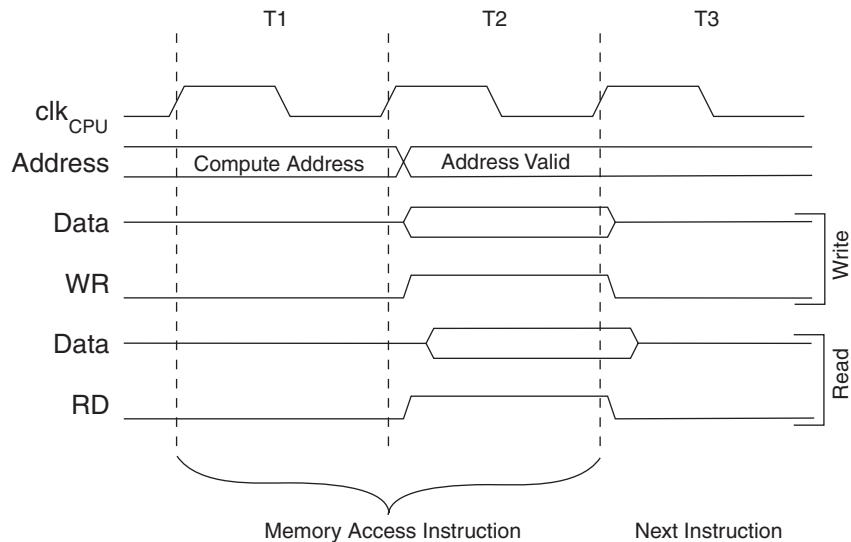 T1 T2 T3
clkCPU
Address Compute Address Address Valid
Data
WR
Write
Data
RD
Read
Memory Access Instruction Next Instruction